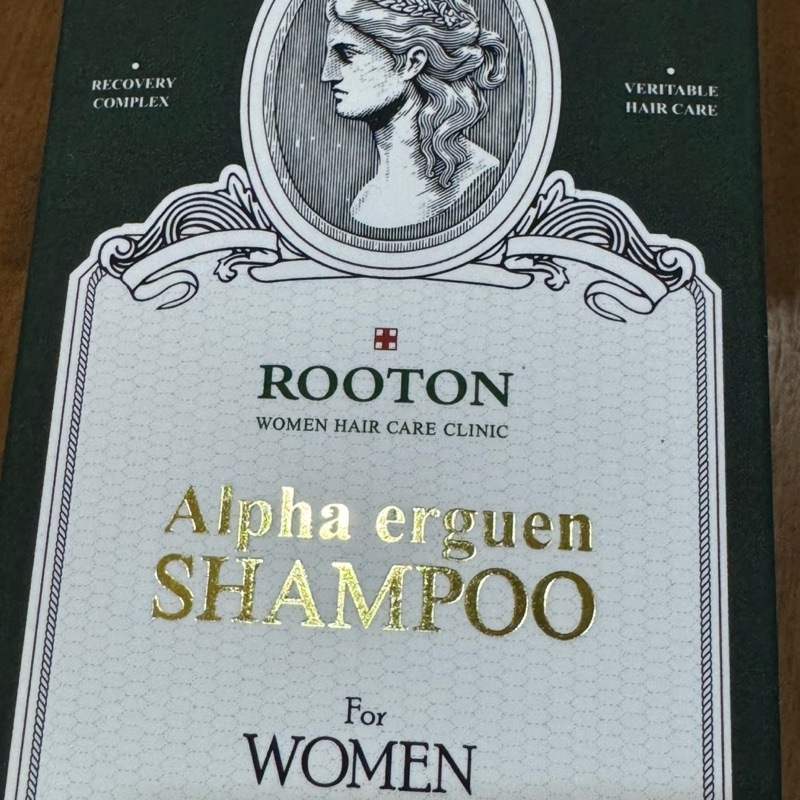 RECOVERY
COMPLEX
VERITABLE
HAIR CARE
ROOTON
WOMEN HAIR CARE CLINIC
Alpha erguen
SHAMPOO
For
WOMEN